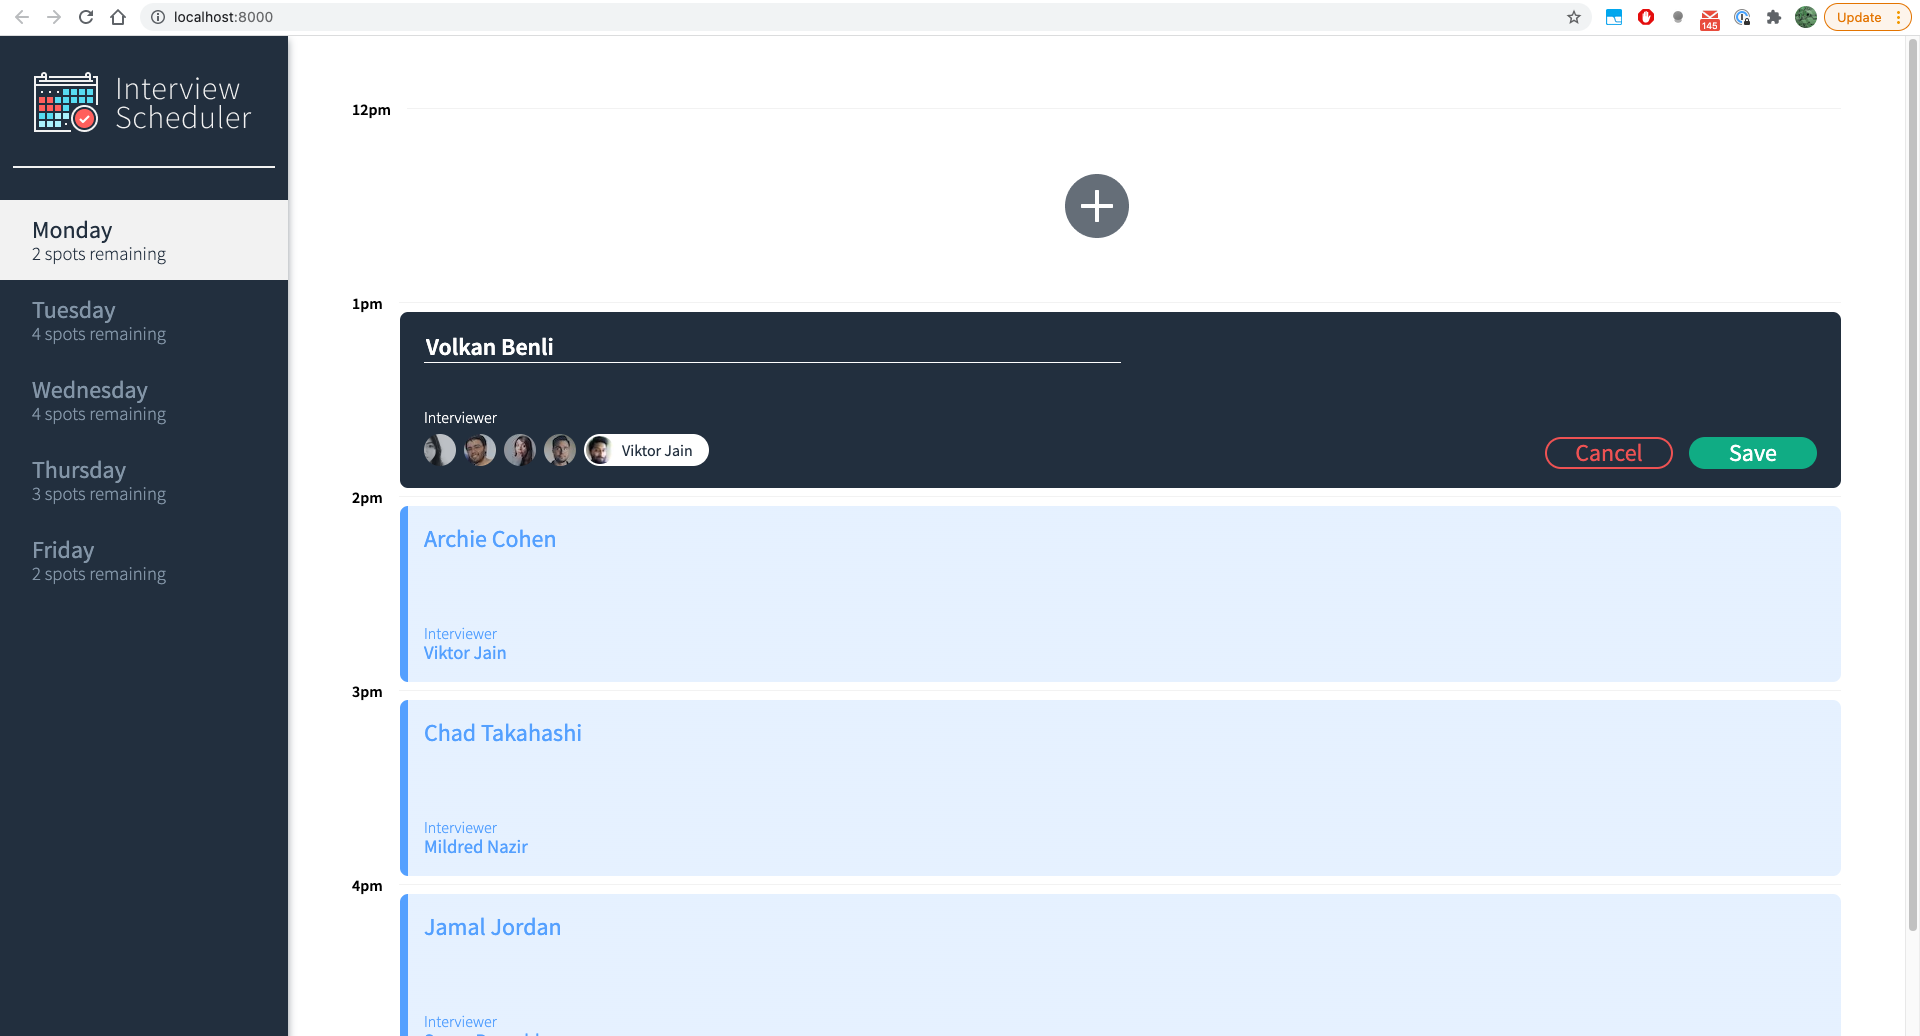 localhost:8000
145
Update
Interview
Scheduler
Monday
2 spots remaining
Tuesday
4 spots remaining
Wednesday
4 spots remaining
Thursday
3 spots remaining
Friday
2 spots remaining
12pm
1pm
Volkan Benli
Interviewer
Viktor Jain
Cancel
Save
2pm
Archie Cohen
Interviewer
Viktor Jain
3pm
Chad Takahashi
Interviewer
Mildred Nazir
4pm
Jamal Jordan
Interviewer